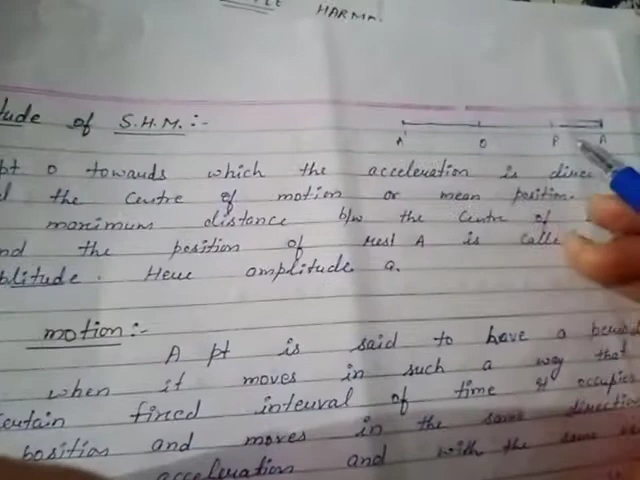 HARMA
tude of S.H.M. :-
A' O P A
pt O towards which the acceleration is direc
the centre of motion or mean position.
maximum distance b/w the centre of
nd the position of rest A is calle
plitude. Here amplitude a.
motion :-
A pt is said to have a
when it moves in such a way that
certain fixed interval of time it occupies
position and moves in the same direction
acceleration and with the same